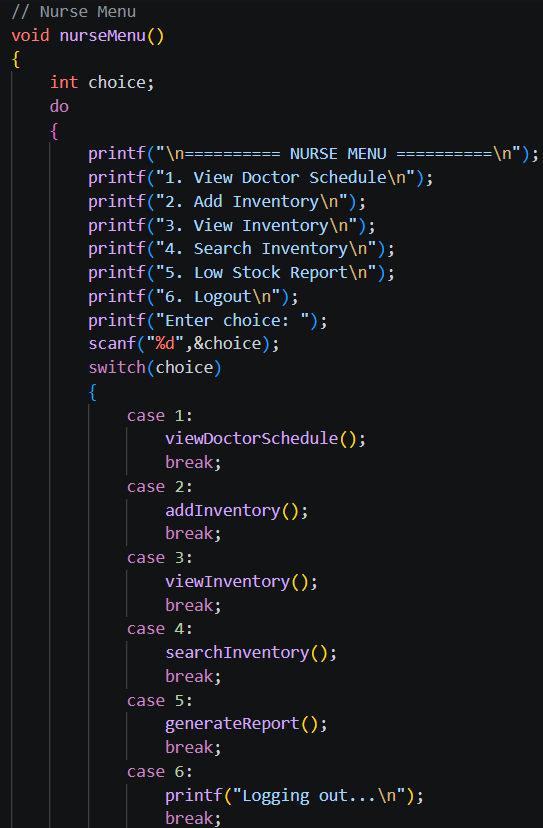 // Nurse Menu
void nurseMenu()
{
    int choice;
    do
    {
        printf("\n========== NURSE MENU ==========\n");
        printf("1. View Doctor Schedule\n");
        printf("2. Add Inventory\n");
        printf("3. View Inventory\n");
        printf("4. Search Inventory\n");
        printf("5. Low Stock Report\n");
        printf("6. Logout\n");
        printf("Enter choice: ");
        scanf("%d",&choice);
        switch(choice)
        {
            case 1:
                viewDoctorSchedule();
                break;
            case 2:
                addInventory();
                break;
            case 3:
                viewInventory();
                break;
            case 4:
                searchInventory();
                break;
            case 5:
                generateReport();
                break;
            case 6:
                printf("Logging out...\n");
                break;